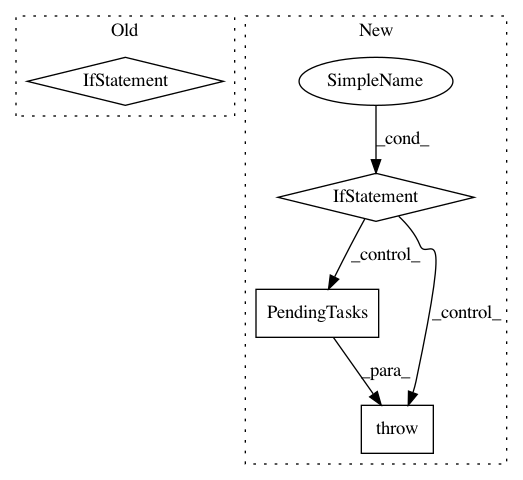 Old
New
IfStatement
SimpleName
_cond_
IfStatement
_control_
_control_
PendingTasks
_para_
throw